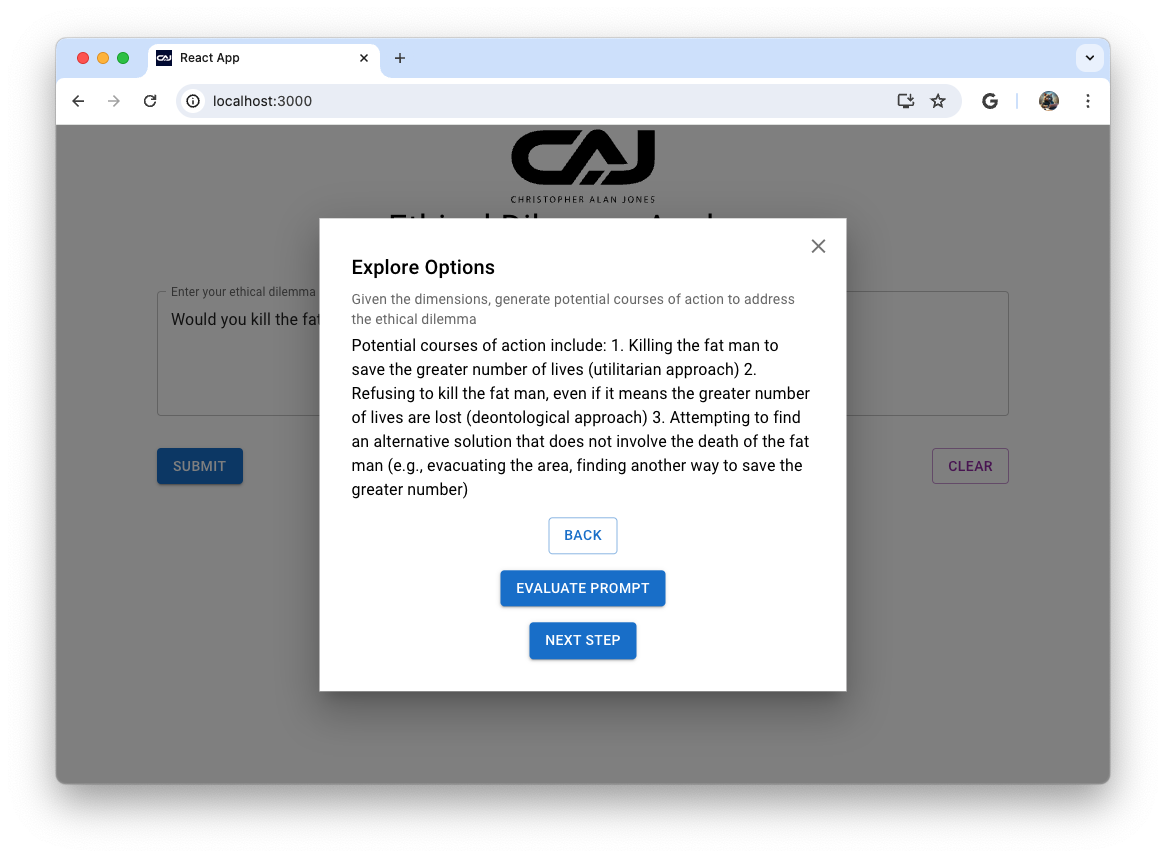 React App
localhost:3000
CAJ
CHRISTOPHER ALAN JONES
Explore Options
Given the dimensions, generate potential courses of action to address
the ethical dilemma
Enter your ethical dilemma
Would you kill the fat
Potential courses of action include: 1. Killing the fat man to
save the greater number of lives (utilitarian approach) 2.
Refusing to kill the fat man, even if it means the greater number
of lives are lost (deontological approach) 3. Attempting to find
an alternative solution that does not involve the death of the fat
man (e.g., evacuating the area, finding another way to save the
greater number)
SUBMIT
CLEAR
BACK
EVALUATE PROMPT
NEXT STEP